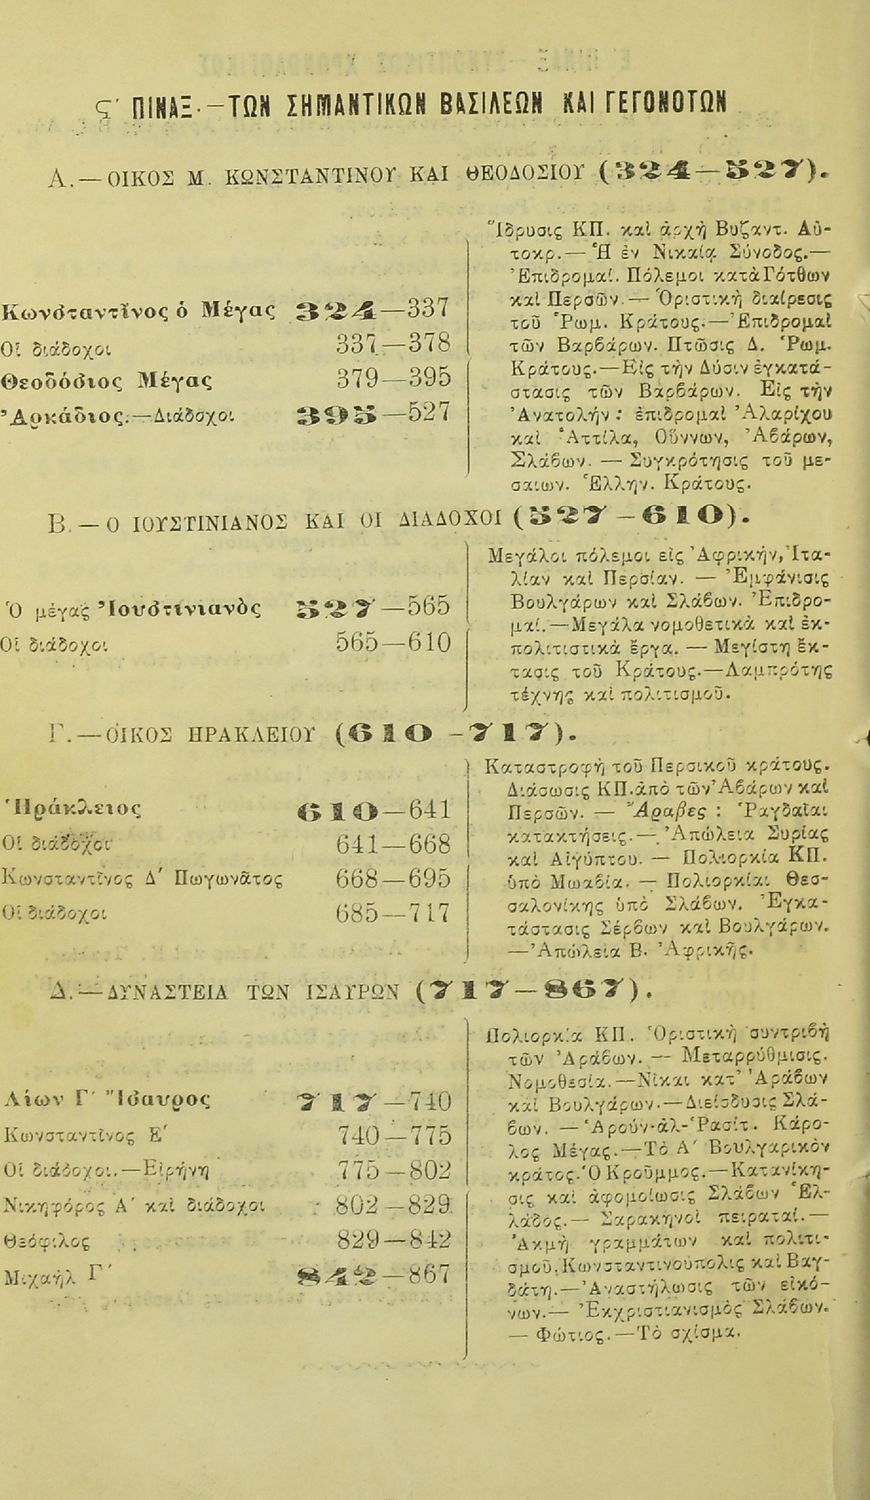 ϛ΄ ΠΙΝΑΞ.—ΤΩΝ ΣΗΜΑΝΤΙΚΩΝ ΒΑΣΙΛΕΩΝ ΚΑΙ ΓΕΓΟΝΟΤΩΝ
Α.—ΟΙΚΟΣ Μ. ΚΩΝΣΤΑΝΤΙΝΟΥ ΚΑΙ ΘΕΟΔΟΣΙΟΥ (324—527).
Κωνσταντῖνος ὁ Μέγας 324—337
Οἱ διάδοχοι 337—378
Θεοδόσιος Μέγας 379—395
Ἀρκάδιος.—Διάδοχοι 395—527
Ἵδρυσις ΚΠ. καὶ ἀρχὴ Βυζαντ. Αὐ-
τοκρ.—Ἡ ἐν Νικαίᾳ Σύνοδος.—
Ἐπιδρομαί. Πόλεμοι κατὰ Γότθων
καὶ Περσῶν.—Ὁριστικὴ διαίρεσις
τοῦ Ῥωμ. Κράτους.—Ἐπιδρομαὶ
τῶν Βαρβάρων. Πτῶσις Δ. Ῥωμ.
Κράτους.—Εἰς τὴν Δύσιν ἐγκατά-
στασις τῶν Βαρβάρων. Εἰς τὴν
Ἀνατολήν: ἐπιδρομαὶ Ἀλαρίχου
καὶ Ἀττίλα, Οὕννων, Ἀβάρων,
Σλάβων.—Συγκρότησις τοῦ με-
σαιων. Ἑλλην. Κράτους.
Β.—Ο ΙΟΥΣΤΙΝΙΑΝΟΣ ΚΑΙ ΟΙ ΔΙΑΔΟΧΟΙ (527—610).
Ὁ μέγας Ἰουστινιανὸς 527—565
Οἱ διάδοχοι 565—610
Μεγάλοι πόλεμοι εἰς Ἀφρικήν, Ἰτα-
λίαν καὶ Περσίαν.—Ἐμφάνισις
Βουλγάρων καὶ Σλάβων. Ἐπιδρο-
μαί.—Μεγάλα νομοθετικὰ καὶ ἐκ-
πολιτιστικὰ ἔργα.—Μεγίστη ἔκ-
τασις τοῦ Κράτους.—Λαμπρότης
τέχνης καὶ πολιτισμοῦ.
Γ.—ΟΙΚΟΣ ΗΡΑΚΛΕΙΟΥ (610—717).
Ἡράκλειος 610—641
Οἱ διάδοχοι 641—668
Κωνσταντῖνος Δ΄ Πωγωνᾶτος 668—695
Οἱ διάδοχοι 685—717
Καταστροφὴ τοῦ Περσικοῦ κράτους.
Διάσωσις ΚΠ. ἀπὸ τῶν Ἀβάρων καὶ
Περσῶν.—Ἄραβες: Ῥαγδαῖαι
κατακτήσεις.—Ἀπώλεια Συρίας
καὶ Αἰγύπτου.—Πολιορκία ΚΠ.
ὑπὸ Μωαβία.—Πολιορκίαι Θεσ-
σαλονίκης ὑπὸ Σλάβων. Ἐγκα-
τάστασις Σέρβων καὶ Βουλγάρων.
—Ἀπώλεια Β. Ἀφρικῆς.
Δ.—ΔΥΝΑΣΤΕΙΑ ΤΩΝ ΙΣΑΥΡΩΝ (717—867).
Λέων Γ΄ Ἴσαυρος 717—740
Κωνσταντῖνος Ε΄ 740—775
Οἱ διάδοχοι.—Εἰρήνη 775—802
Νικηφόρος Α΄ καὶ διάδοχοι 802—829
Θεόφιλος 829—842
Μιχαὴλ Γ΄ 842—867
Πολιορκία ΚΠ. Ὁριστικὴ συντριβὴ
τῶν Ἀράβων.—Μεταρρύθμισις.
Νομοθεσία.—Νῖκαι κατ᾽ Ἀράβων
καὶ Βουλγάρων.—Διείσδυσις Σλά-
βων.—Ἁρούν-ἀλ-Ῥασίτ. Κάρο-
λος Μέγας.—Τὸ Α΄ Βουλγαρικὸν
κράτος. Ὁ Κροῦμμος.—Κατανίκη-
σις καὶ ἀφομοίωσις Σλάβων Ἑλ-
λάδος.—Σαρακηνοὶ πειραταί.—
Ἀκμὴ γραμμάτων καὶ πολιτι-
σμοῦ. Κωνσταντινούπολις καὶ Βαγ-
δάτη.—Ἀναστήλωσις τῶν εἰκό-
νων.—Ἐκχριστιανισμὸς Σλάβων.
—Φώτιος.—Τὸ σχίσμα.